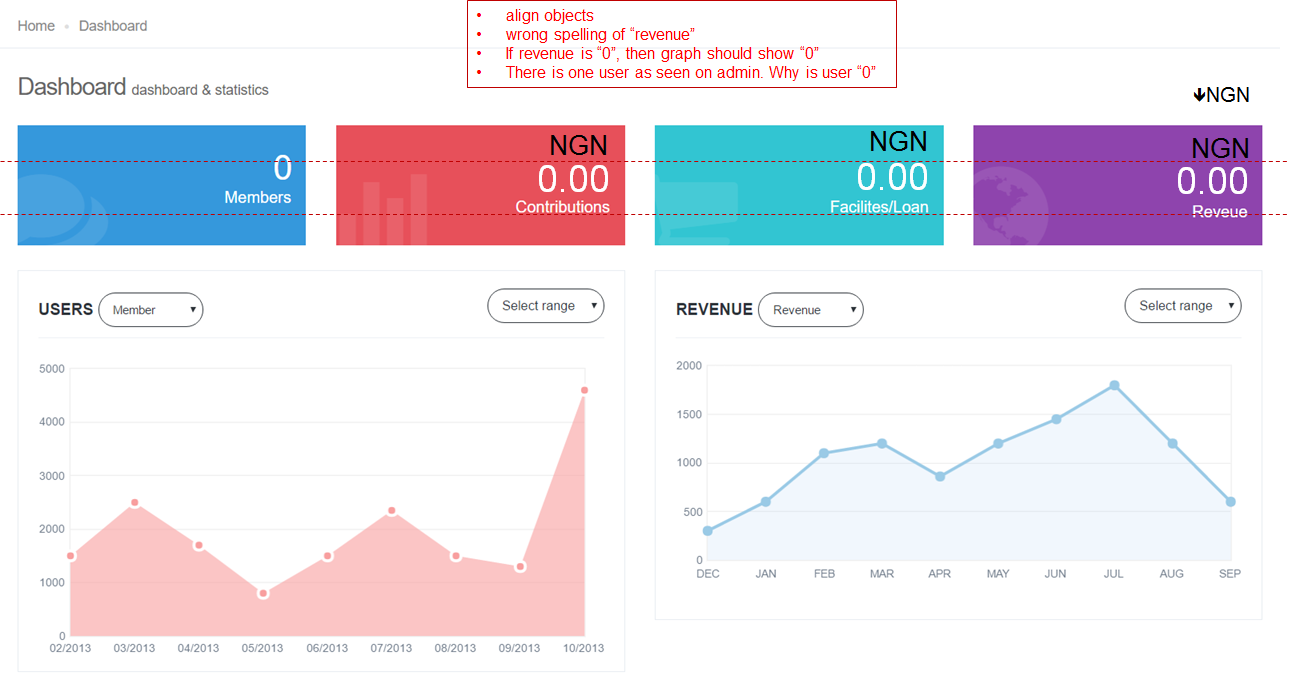 Home • Dashboard
• align objects
• wrong spelling of “revenue”
• If revenue is “0”, then graph should show “0”
• There is one user as seen on admin. Why is user “0”
Dashboard dashboard & statistics
↓NGN
0
Members
NGN
0.00
Contributions
NGN
0.00
Facilites/Loan
NGN
0.00
Reveue
USERS Member Select range
5000
4000
3000
2000
1000
0
02/2013 03/2013 04/2013 05/2013 06/2013 07/2013 08/2013 09/2013 10/2013
REVENUE Revenue Select range
2000
1500
1000
500
0
DEC JAN FEB MAR APR MAY JUN JUL AUG SEP